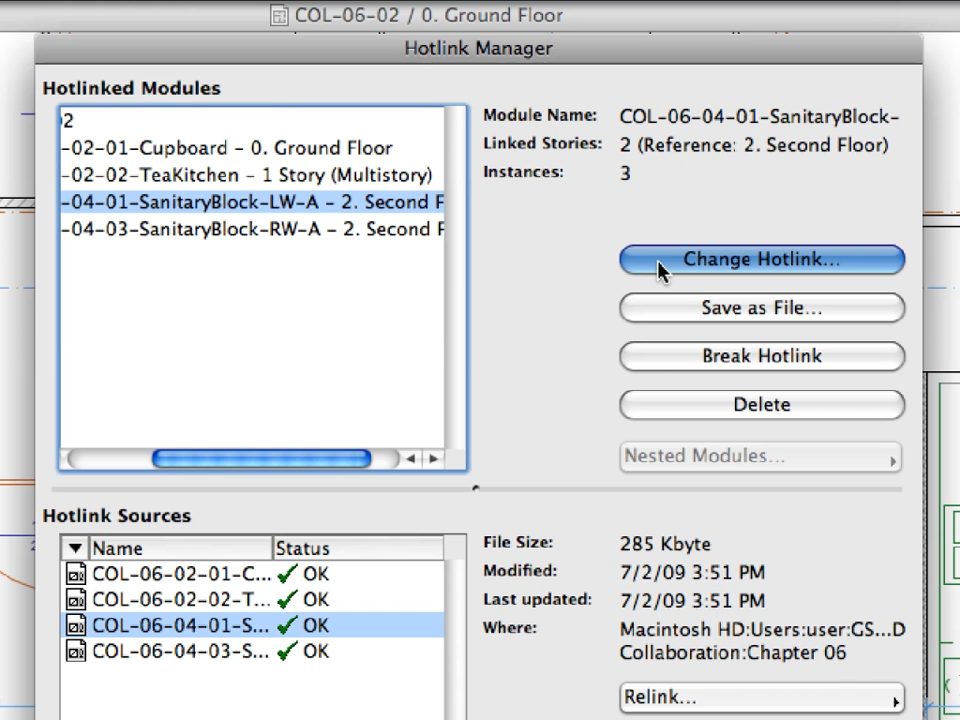 COL-06-02 / 0. Ground Floor
Hotlink Manager
Hotlinked Modules
02
-02-01-Cupboard - 0. Ground Floor
-02-02-TeaKitchen - 1 Story (Multistory)
-04-01-SanitaryBlock-LW-A - 2. Second F
-04-03-SanitaryBlock-RW-A - 2. Second F
Module Name: COL-06-04-01-SanitaryBlock-
Linked Stories: 2 (Reference: 2. Second Floor)
Instances: 3
Change Hotlink...
Save as File...
Break Hotlink
Delete
Nested Modules...
Hotlink Sources
Name Status
COL-06-02-01-C... OK
COL-06-02-02-T... OK
COL-06-04-01-S... OK
COL-06-04-03-S... OK
File Size: 285 Kbyte
Modified: 7/2/09 3:51 PM
Last updated: 7/2/09 3:51 PM
Where: Macintosh HD:Users:user:GS...D
Collaboration:Chapter 06
Relink...